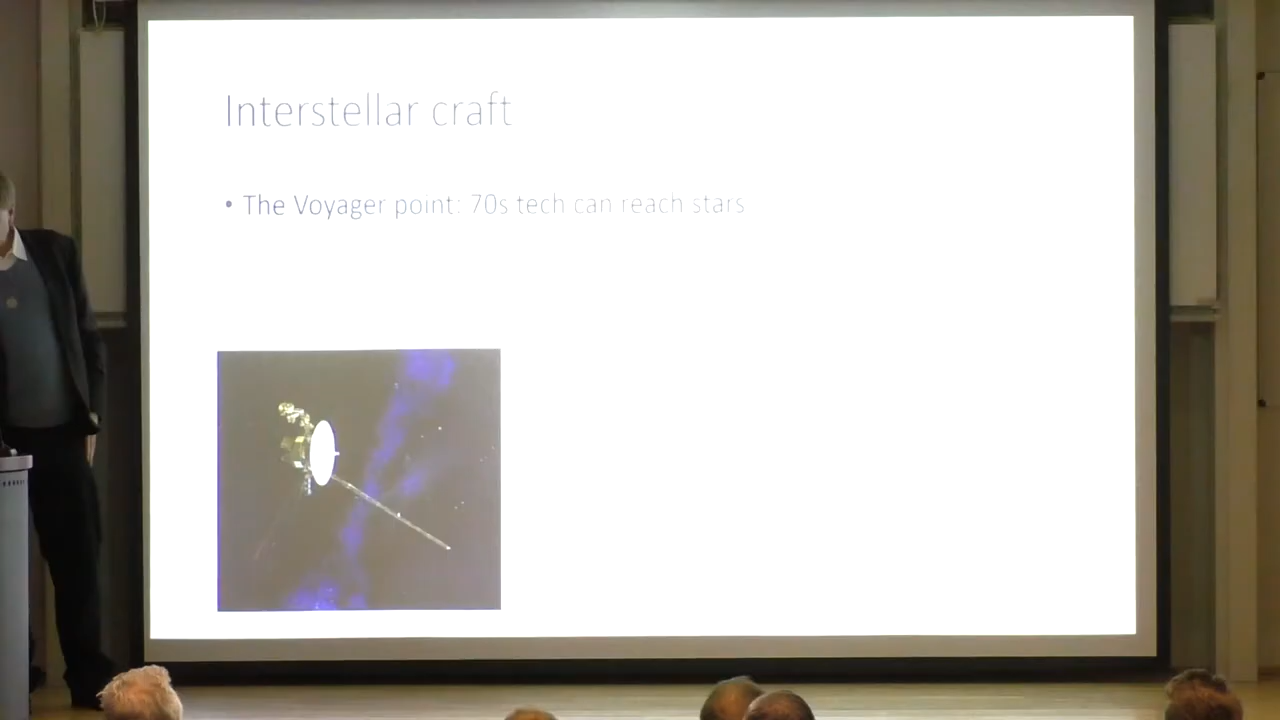 Interstellar craft
• The Voyager point: 70s tech can reach stars